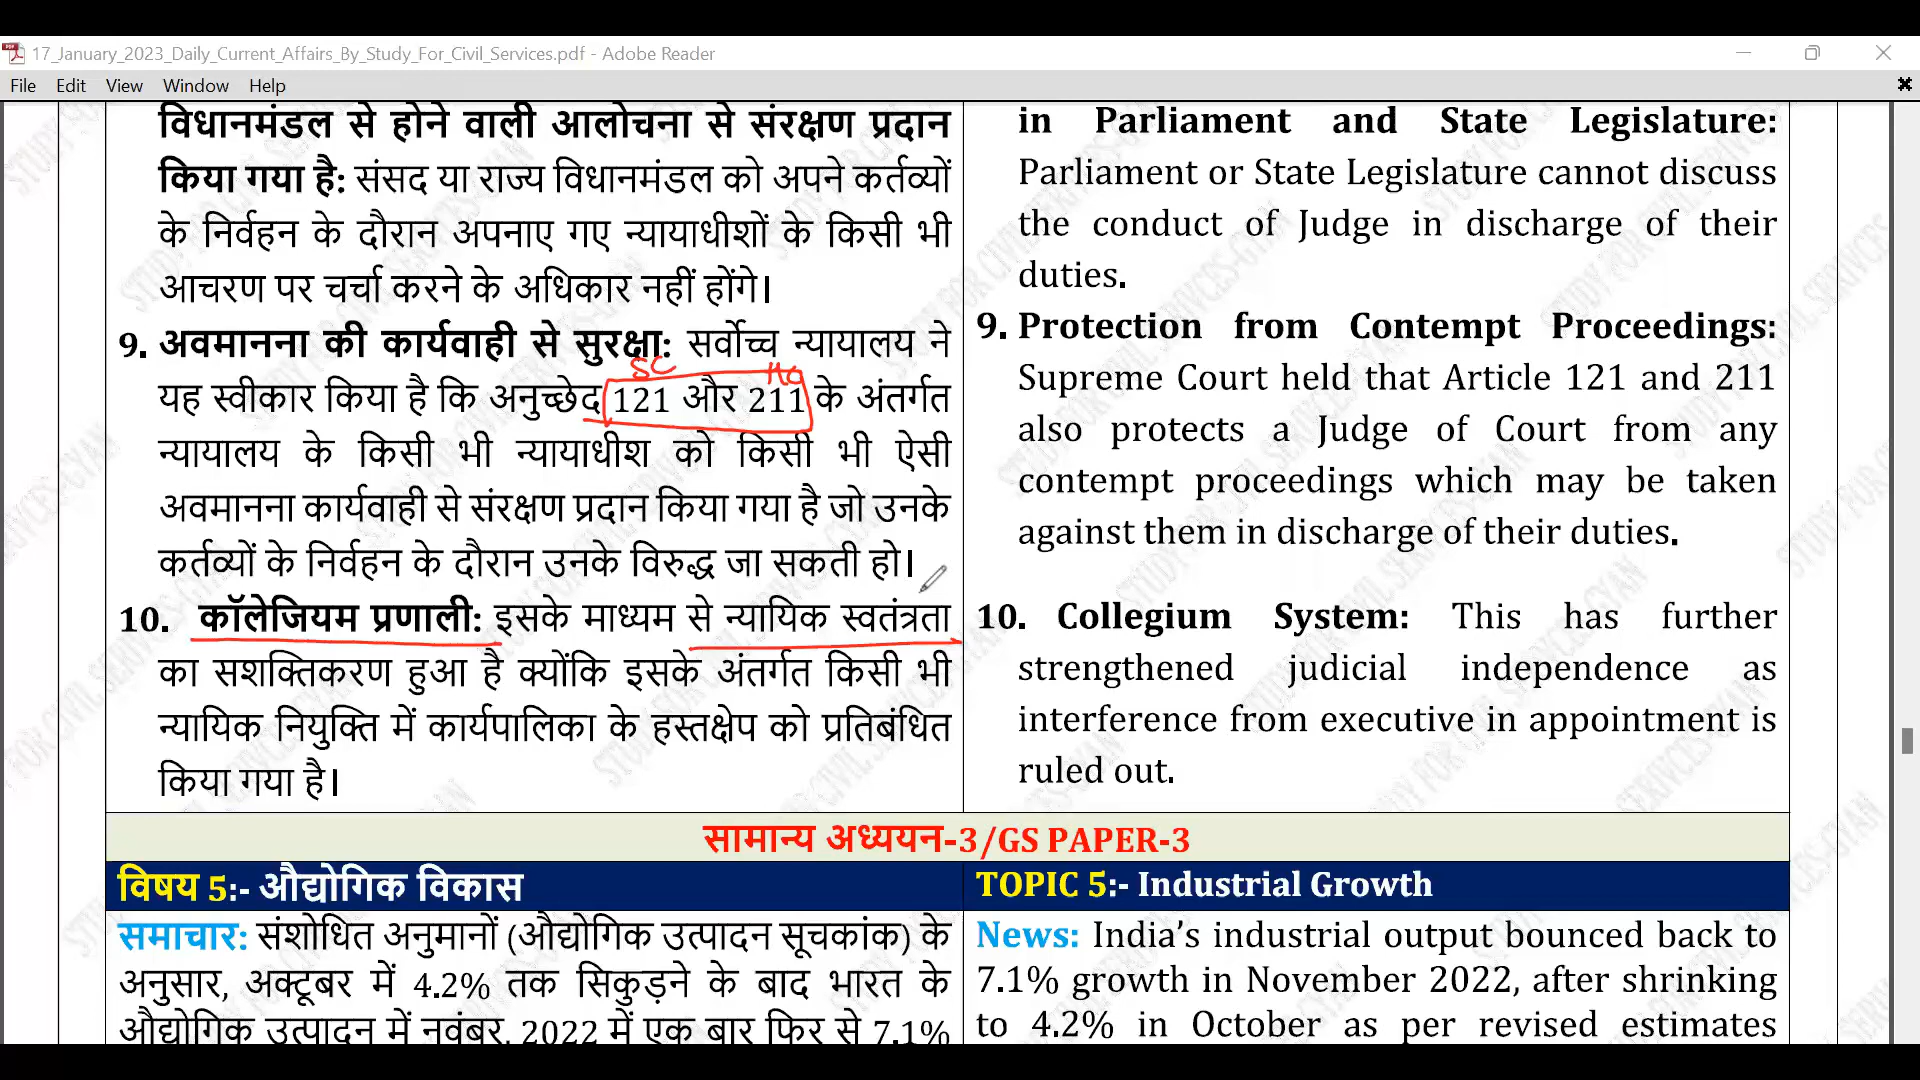 17_January_2023_Daily_Current_Affairs_By_Study_For_Civil_Services.pdf - Adobe Reader
File Edit View Window Help
विधानमंडल से होने वाली आलोचना से संरक्षण प्रदान
किया गया है: संसद या राज्य विधानमंडल को अपने कर्तव्यों
के निर्वहन के दौरान अपनाए गए न्यायाधीशों के किसी भी
आचरण पर चर्चा करने के अधिकार नहीं होंगे।
9. अवमानना की कार्यवाही से सुरक्षा: सर्वोच्च न्यायालय ने
SC HC
यह स्वीकार किया है कि अनुच्छेद 121 और 211 के अंतर्गत
न्यायालय के किसी भी न्यायाधीश को किसी भी ऐसी
अवमानना कार्यवाही से संरक्षण प्रदान किया गया है जो उनके
कर्तव्यों के निर्वहन के दौरान उनके विरुद्ध जा सकती हो।
10. कॉलेजियम प्रणाली: इसके माध्यम से न्यायिक स्वतंत्रता
का सशक्तिकरण हुआ है क्योंकि इसके अंतर्गत किसी भी
न्यायिक नियुक्ति में कार्यपालिका के हस्तक्षेप को प्रतिबंधित
किया गया है।
in Parliament and State Legislature:
Parliament or State Legislature cannot discuss
the conduct of Judge in discharge of their
duties.
9. Protection from Contempt Proceedings:
Supreme Court held that Article 121 and 211
also protects a Judge of Court from any
contempt proceedings which may be taken
against them in discharge of their duties.
10. Collegium System: This has further
strengthened judicial independence as
interference from executive in appointment is
ruled out.
सामान्य अध्ययन-3/GS PAPER-3
विषय 5:- औद्योगिक विकास
समाचार: संशोधित अनुमानों (औद्योगिक उत्पादन सूचकांक) के
अनुसार, अक्टूबर में 4.2% तक सिकुड़ने के बाद भारत के
औद्योगिक उत्पादन में नवंबर, 2022 में एक बार फिर से 7.1%
TOPIC 5:- Industrial Growth
News: India's industrial output bounced back to
7.1% growth in November 2022, after shrinking
to 4.2% in October as per revised estimates